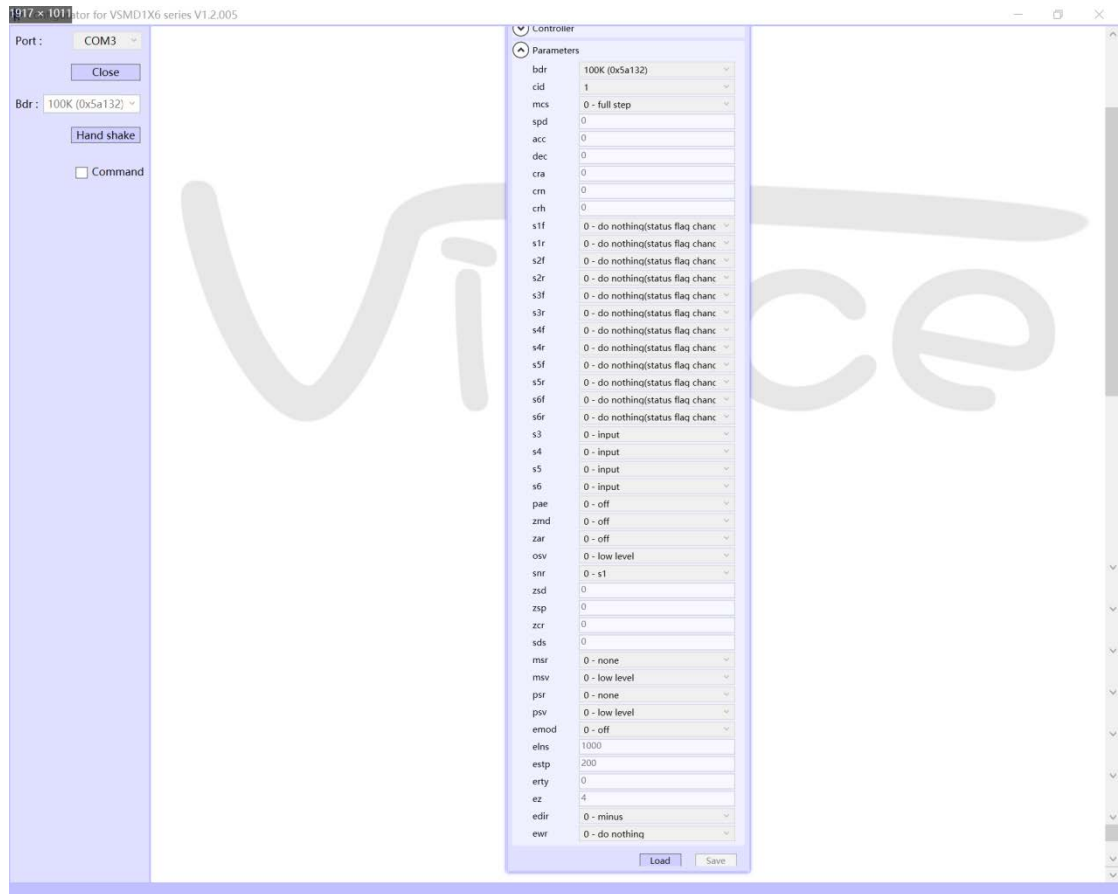 1917 × 1011
ator for VSMD1X6 series V1.2.005
Port :
COM3
Close
Bdr :
100K (0x5a132)
Hand shake
Command
Controller
Parameters
bdr 100K (0x5a132)
cid 1
mcs 0 - full step
spd 0
acc 0
dec 0
cra 0
crn 0
crh 0
s1f 0 - do nothing(status flag chanc
s1r 0 - do nothing(status flag chanc
s2f 0 - do nothing(status flag chanc
s2r 0 - do nothing(status flag chanc
s3f 0 - do nothing(status flag chanc
s3r 0 - do nothing(status flag chanc
s4f 0 - do nothing(status flag chanc
s4r 0 - do nothing(status flag chanc
s5f 0 - do nothing(status flag chanc
s5r 0 - do nothing(status flag chanc
s6f 0 - do nothing(status flag chanc
s6r 0 - do nothing(status flag chanc
s3 0 - input
s4 0 - input
s5 0 - input
s6 0 - input
pae 0 - off
zmd 0 - off
zar 0 - off
osv 0 - low level
snr 0 - s1
zsd 0
zsp 0
zcr 0
sds 0
msr 0 - none
msv 0 - low level
psr 0 - none
psv 0 - low level
emod 0 - off
elns 1000
estp 200
erty 0
ez 4
edir 0 - minus
ewr 0 - do nothing
Load Save